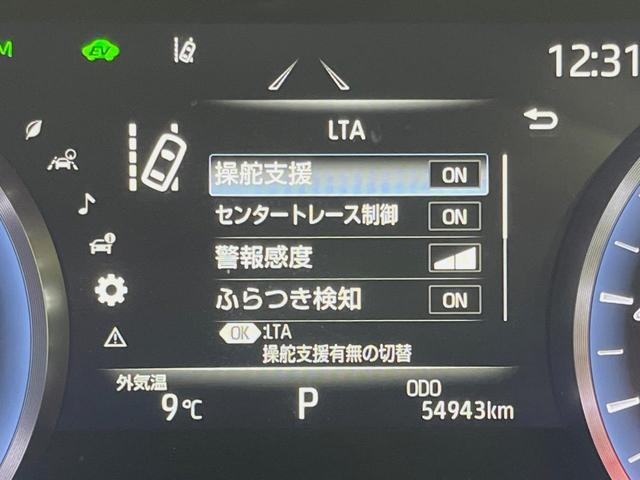 EV
12:31
LTA
操舵支援 ON
センタートレース制御 ON
警報感度
ふらつき検知 ON
OK :LTA
操舵支援有無の切替
外気温
9℃
P
ODO
54943km